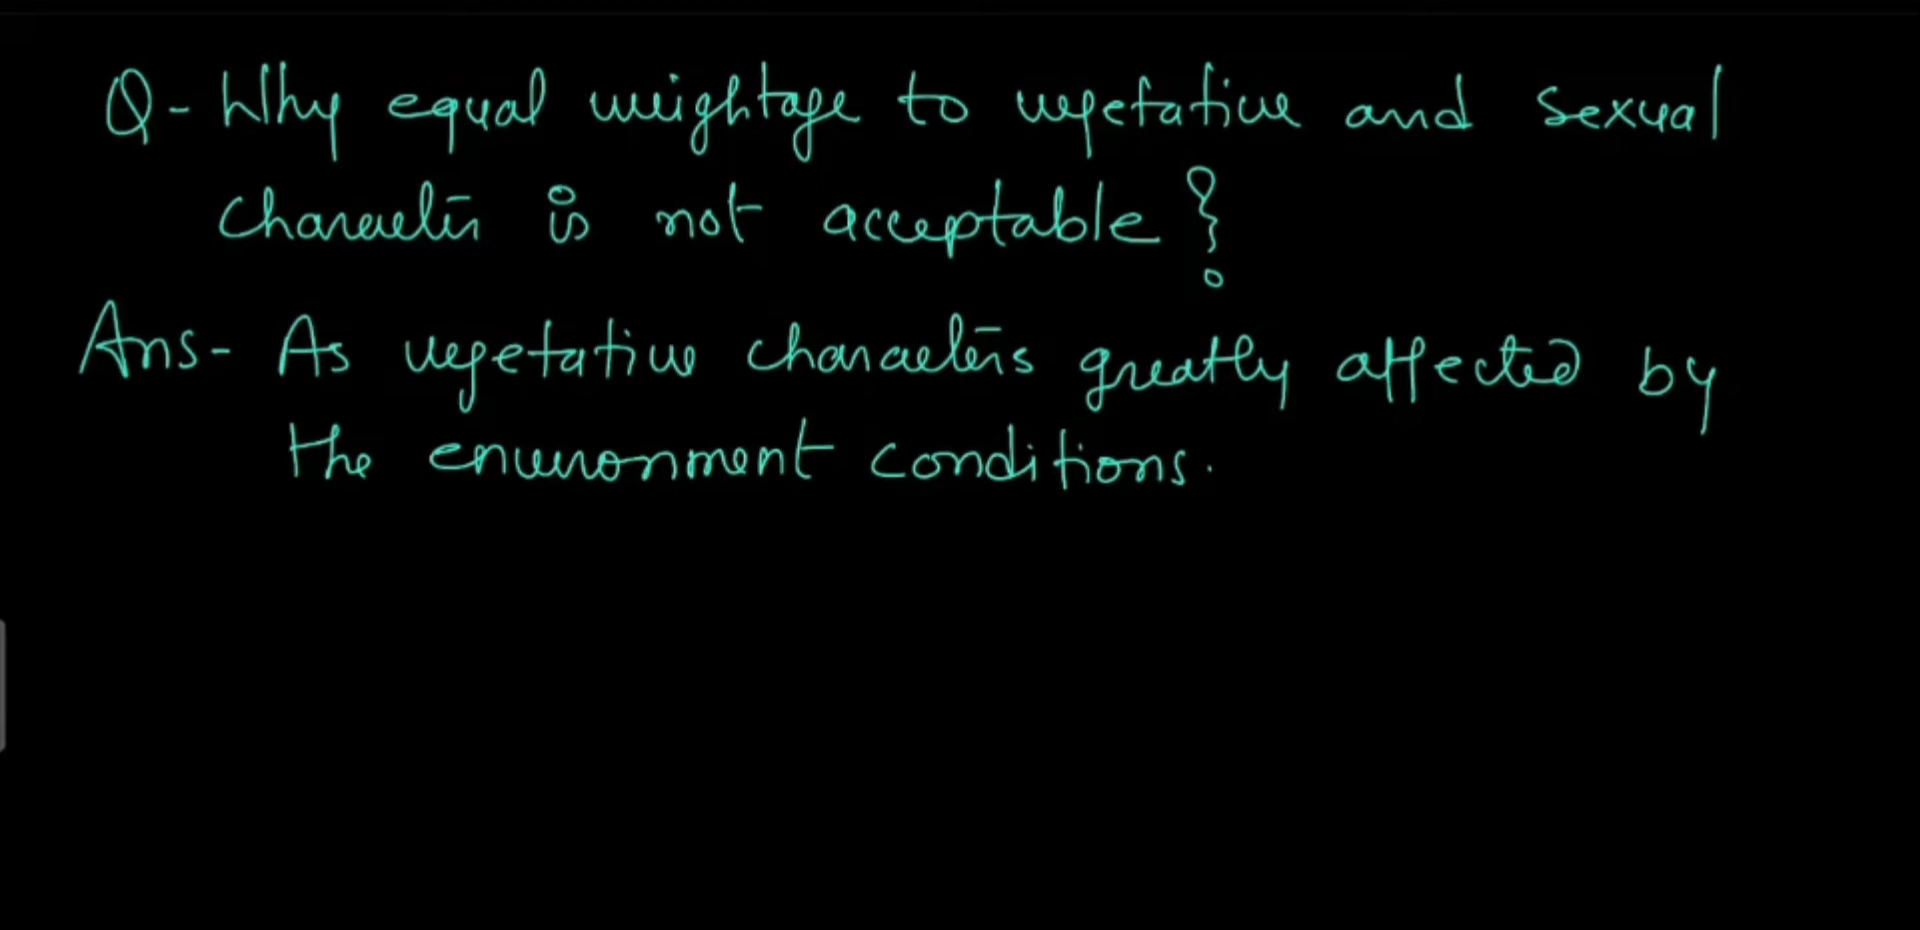 Q- Why equal weightage to vegetative and sexual
character is not acceptable?
Ans- As vegetative characters greatly affected by
the environment conditions.